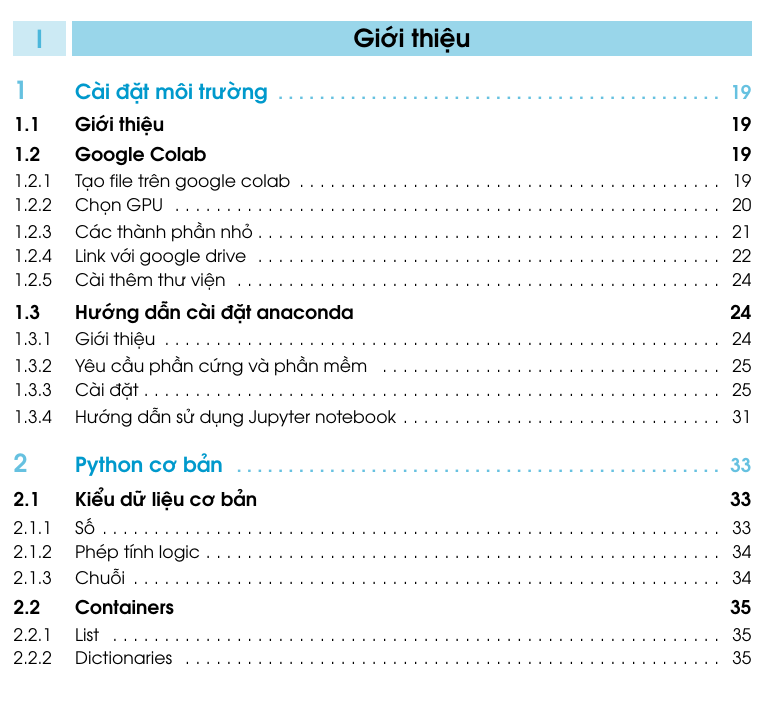 I Giới thiệu
1 Cài đặt môi trường . . . . . . . . . . . . . . . . . . . . . . . . . . . . . . . . . . . . . . . . . . . 19
1.1 Giới thiệu 19
1.2 Google Colab 19
1.2.1 Tạo file trên google colab . . . . . . . . . . . . . . . . . . . . . . . . . . . . . . . . . . . . . . . . . 19
1.2.2 Chọn GPU . . . . . . . . . . . . . . . . . . . . . . . . . . . . . . . . . . . . . . . . . . . . . . . . . . . . . 20
1.2.3 Các thành phần nhỏ . . . . . . . . . . . . . . . . . . . . . . . . . . . . . . . . . . . . . . . . . . . . . 21
1.2.4 Link với google drive . . . . . . . . . . . . . . . . . . . . . . . . . . . . . . . . . . . . . . . . . . . . . 22
1.2.5 Cài thêm thư viện . . . . . . . . . . . . . . . . . . . . . . . . . . . . . . . . . . . . . . . . . . . . . . . 24
1.3 Hướng dẫn cài đặt anaconda 24
1.3.1 Giới thiệu . . . . . . . . . . . . . . . . . . . . . . . . . . . . . . . . . . . . . . . . . . . . . . . . . . . . . . 24
1.3.2 Yêu cầu phần cứng và phần mềm . . . . . . . . . . . . . . . . . . . . . . . . . . . . . . . . . 25
1.3.3 Cài đặt . . . . . . . . . . . . . . . . . . . . . . . . . . . . . . . . . . . . . . . . . . . . . . . . . . . . . . . . 25
1.3.4 Hướng dẫn sử dụng Jupyter notebook . . . . . . . . . . . . . . . . . . . . . . . . . . . . . . . 31
2 Python cơ bản . . . . . . . . . . . . . . . . . . . . . . . . . . . . . . . . . . . . . . . . . . . . . . . 33
2.1 Kiểu dữ liệu cơ bản 33
2.1.1 Số . . . . . . . . . . . . . . . . . . . . . . . . . . . . . . . . . . . . . . . . . . . . . . . . . . . . . . . . . . . . 33
2.1.2 Phép tính logic . . . . . . . . . . . . . . . . . . . . . . . . . . . . . . . . . . . . . . . . . . . . . . . . . . 34
2.1.3 Chuỗi . . . . . . . . . . . . . . . . . . . . . . . . . . . . . . . . . . . . . . . . . . . . . . . . . . . . . . . . . 34
2.2 Containers 35
2.2.1 List . . . . . . . . . . . . . . . . . . . . . . . . . . . . . . . . . . . . . . . . . . . . . . . . . . . . . . . . . . . 35
2.2.2 Dictionaries . . . . . . . . . . . . . . . . . . . . . . . . . . . . . . . . . . . . . . . . . . . . . . . . . . . . 35